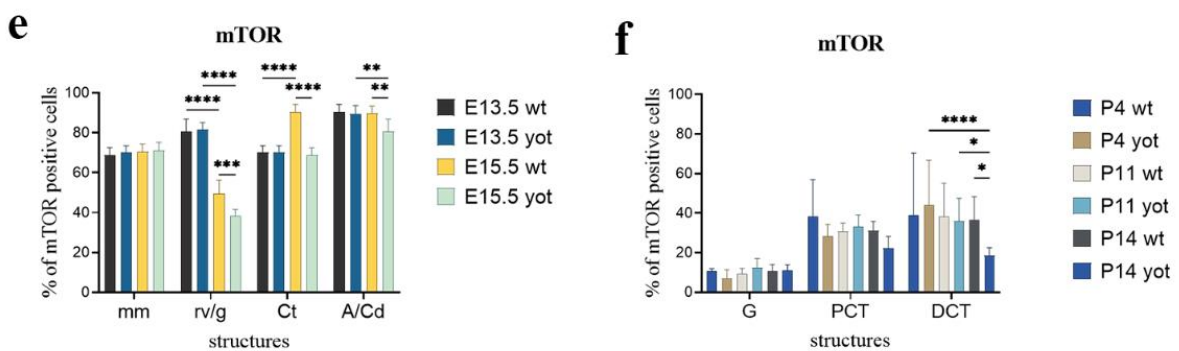 e
mTOR
% of mTOR positive cells
100
80
60
40
20
0
**** **** *** **** **** ** **
mm rv/g Ct A/Cd
structures
E13.5 wt
E13.5 yot
E15.5 wt
E15.5 yot
f
mTOR
% of mTOR positive cells
100
80
60
40
20
0
****
*
*
G PCT DCT
structures
P4 wt
P4 yot
P11 wt
P11 yot
P14 wt
P14 yot